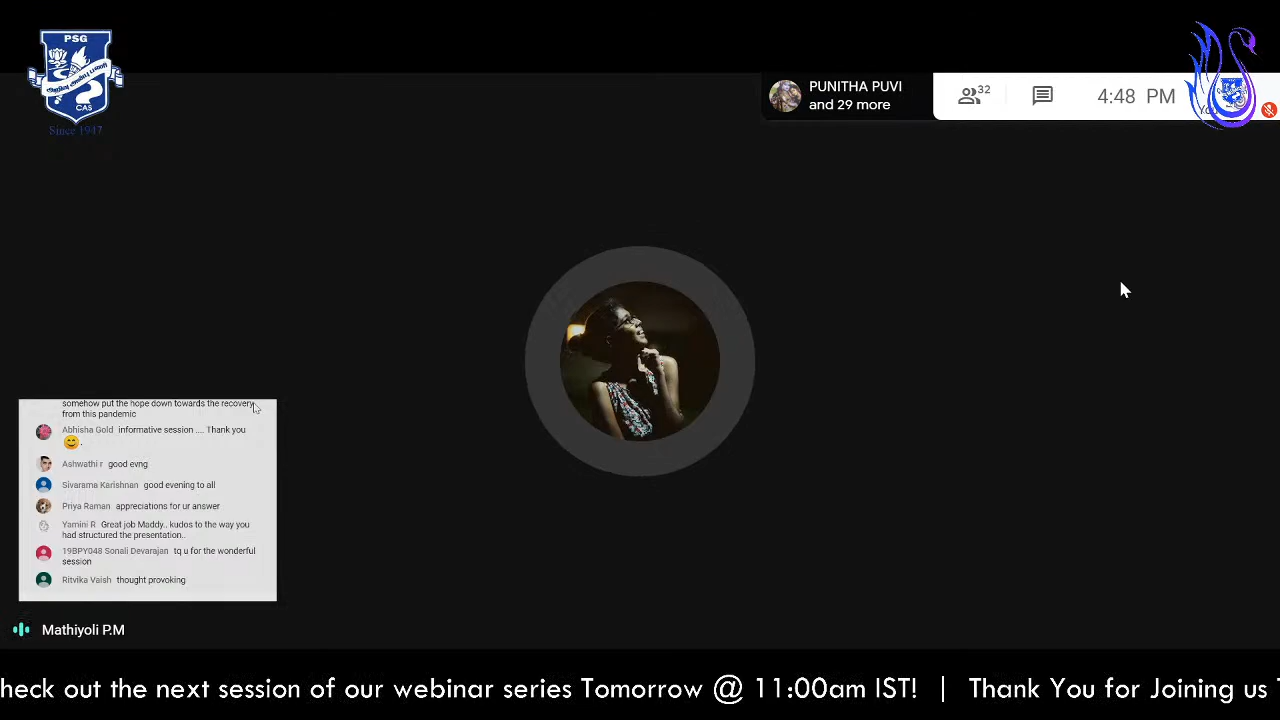 PSG
CAS
Since 1947
PUNITHA PUVI
and 29 more
32
4:48 PM
somehow put the hope down towards the recovery
from this pandemic
Abhisha Gold informative session .... Thank you
😊.
Ashwathi r good evng
Sivarama Karishnan good evening to all
Priya Raman appreciations for ur answer
Yamini R Great job Maddy.. kudos to the way you
had structured the presentation..
19BPY048 Sonali Devarajan tq u for the wonderful
session
Ritvika Vaish thought provoking
Mathiyoli P.M
heck out the next session of our webinar series Tomorrow @ 11:00am IST! | Thank You for Joining us T